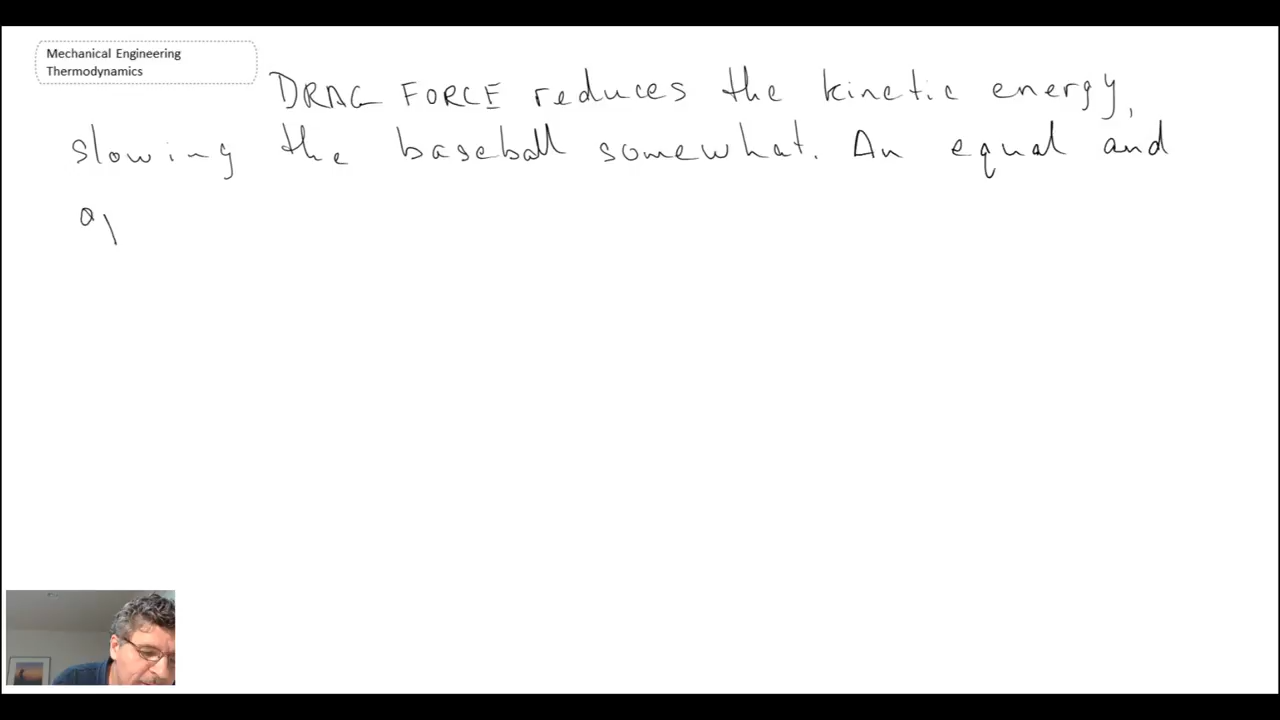 Mechanical Engineering
Thermodynamics
DRAG FORCE reduces the kinetic energy,
slowing the baseball somewhat. An equal and